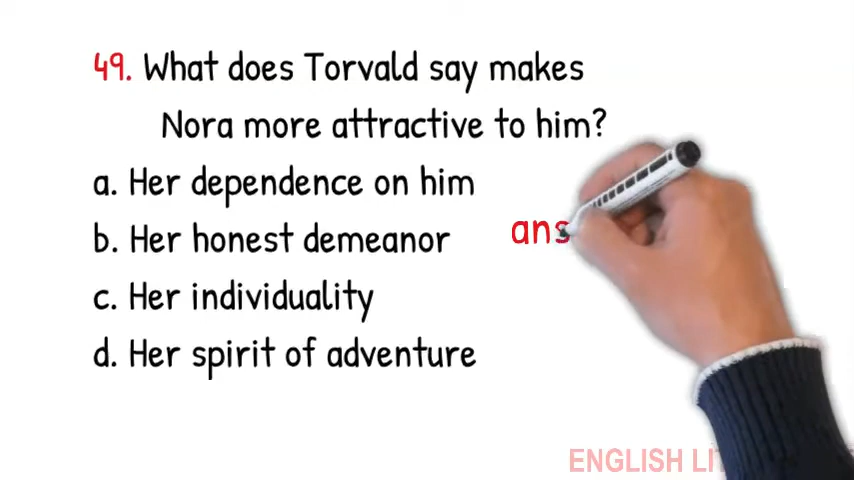 49. What does Torvald say makes
Nora more attractive to him?
a. Her dependence on him
b. Her honest demeanor
ans
c. Her individuality
d. Her spirit of adventure
ENGLISH